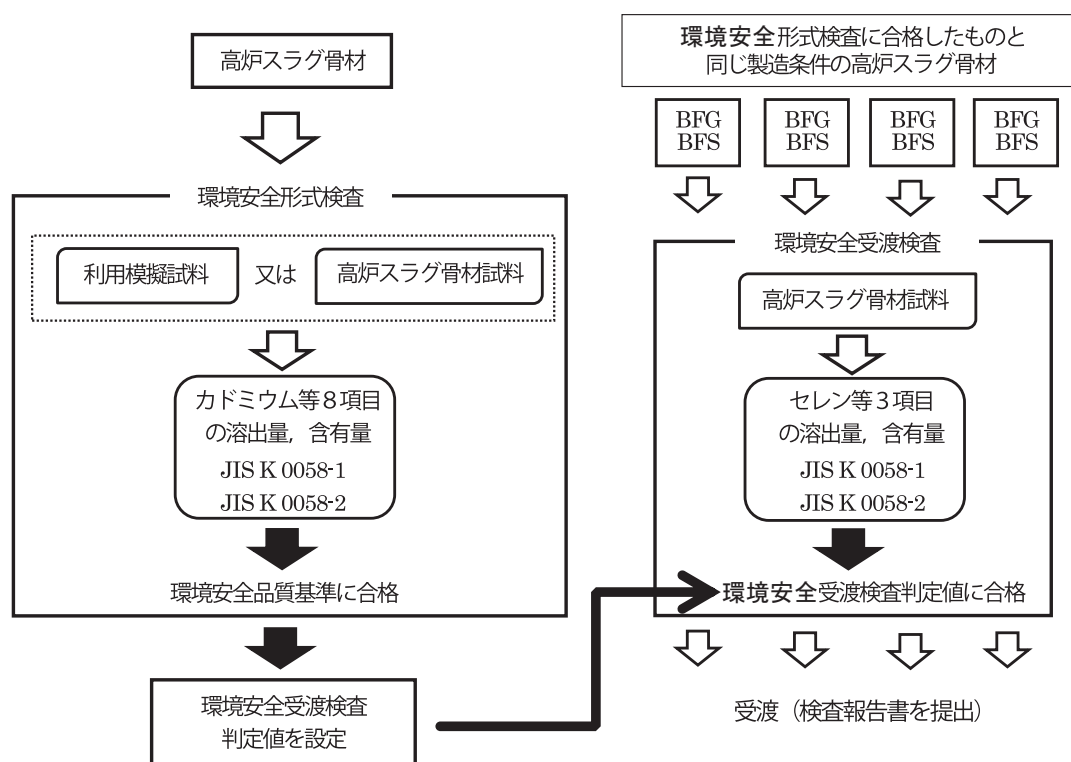 高炉スラグ骨材
環境安全形式検査
利用模擬試料
又は
高炉スラグ骨材試料
カドミウム等8項目
の溶出量，含有量
JIS K 0058-1
JIS K 0058-2
環境安全品質基準に合格
環境安全受渡検査
判定値を設定
環境安全形式検査に合格したものと
同じ製造条件の高炉スラグ骨材
BFG
BFS
BFG
BFS
BFG
BFS
BFG
BFS
環境安全受渡検査
高炉スラグ骨材試料
セレン等3項目
の溶出量，含有量
JIS K 0058-1
JIS K 0058-2
環境安全受渡検査判定値に合格
受渡（検査報告書を提出）